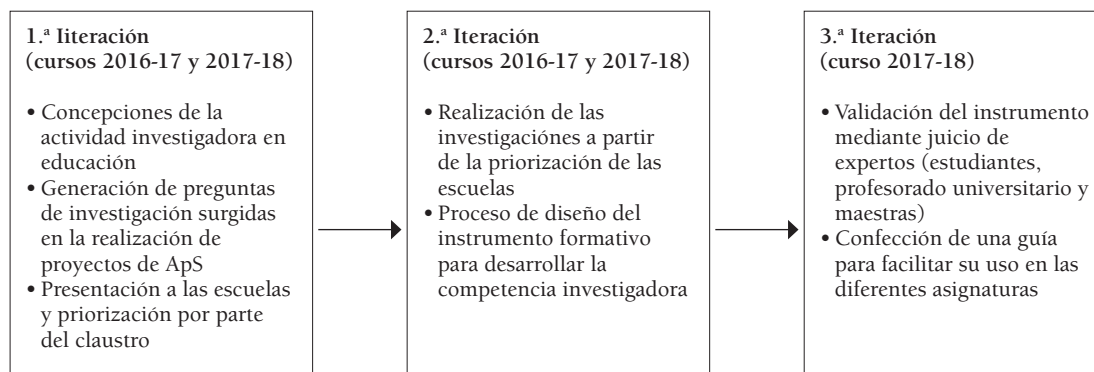 1.ª Iiteración
(cursos 2016-17 y 2017-18)
• Concepciones de la
actividad investigadora en
educación
• Generación de preguntas
de investigación surgidas
en la realización de
proyectos de ApS
• Presentación a las escuelas
y priorización por parte
del claustro
2.ª Iteración
(cursos 2016-17 y 2017-18)
• Realización de las
investigaciónes a partir
de la priorización de las
escuelas
• Proceso de diseño del
instrumento formativo
para desarrollar la
competencia investigadora
3.ª Iteración
(curso 2017-18)
• Validación del instrumento
mediante juicio de
expertos (estudiantes,
profesorado universitario y
maestras)
• Confección de una guía
para facilitar su uso en las
diferentes asignaturas